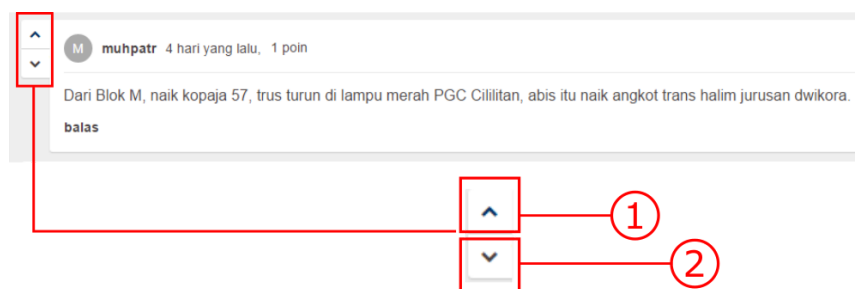 M muhpatr 4 hari yang lalu, 1 poin
Dari Blok M, naik kopaja 57, trus turun di lampu merah PGC Cililitan, abis itu naik angkot trans halim jurusan dwikora.
balas
1
2